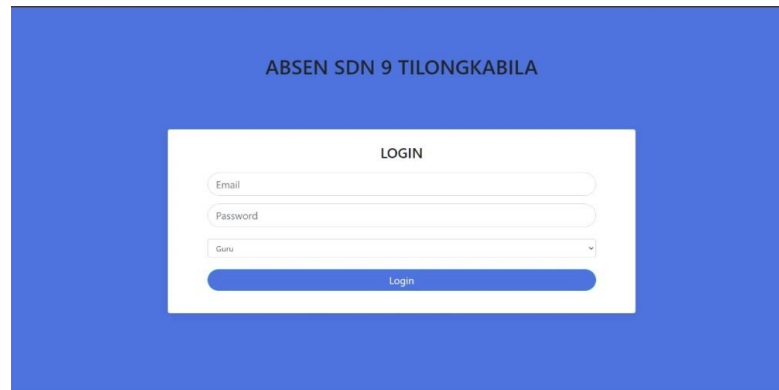 ABSEN SDN 9 TILONGKABILA
LOGIN
Email
Password
Guru
Login